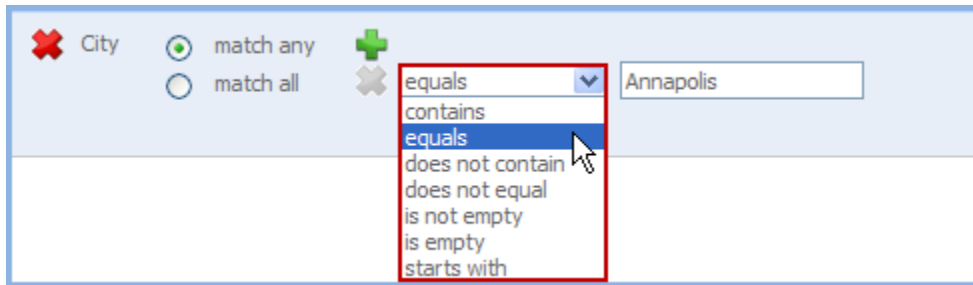 City match any
match all equals Annapolis
contains
equals
does not contain
does not equal
is not empty
is empty
starts with